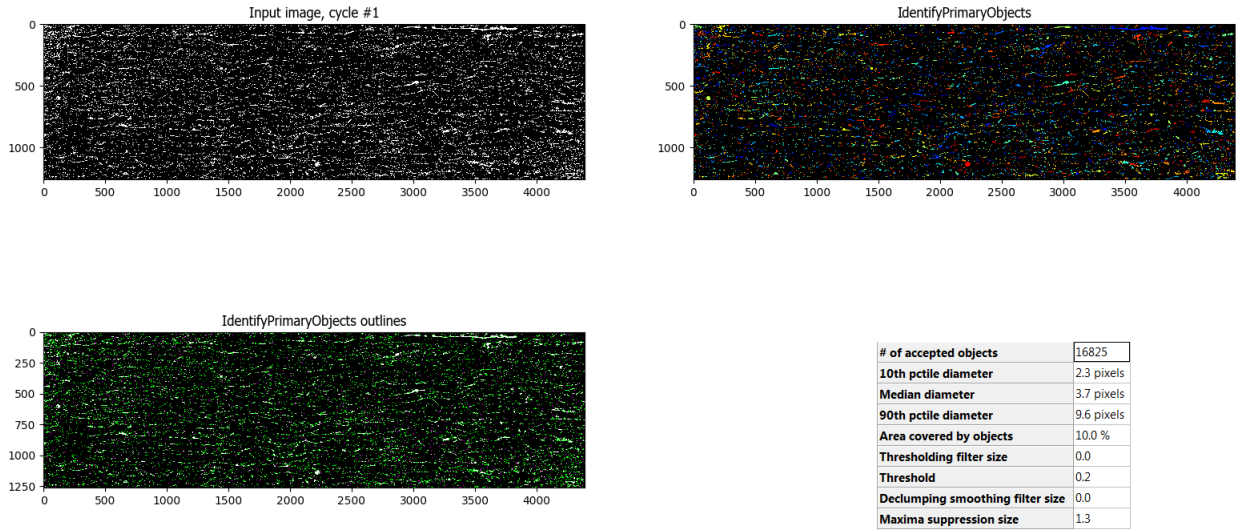 Input image, cycle #1
0
500
1000
0 500 1000 1500 2000 2500 3000 3500 4000
IdentifyPrimaryObjects
0
500
1000
0 500 1000 1500 2000 2500 3000 3500 4000
IdentifyPrimaryObjects outlines
0
250
500
750
1000
1250
0 500 1000 1500 2000 2500 3000 3500 4000
# of accepted objects 16825
10th pctile diameter 2.3 pixels
Median diameter 3.7 pixels
90th pctile diameter 9.6 pixels
Area covered by objects 10.0 %
Thresholding filter size 0.0
Threshold 0.2
Declumping smoothing filter size 0.0
Maxima suppression size 1.3